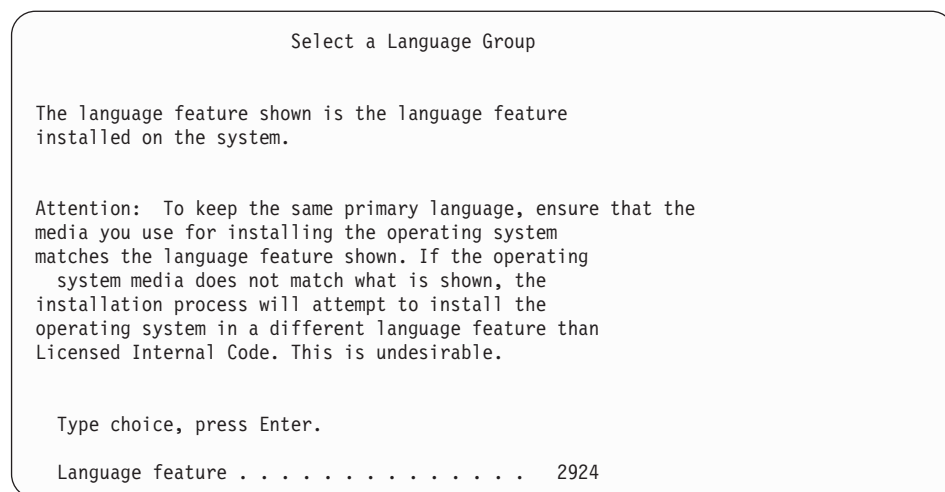 Select a Language Group
The language feature shown is the language feature
installed on the system.
Attention: To keep the same primary language, ensure that the
media you use for installing the operating system
matches the language feature shown. If the operating
system media does not match what is shown, the
installation process will attempt to install the
operating system in a different language feature than
Licensed Internal Code. This is undesirable.
Type choice, press Enter.
Language feature . . . . . . . . . . . . . . 2924